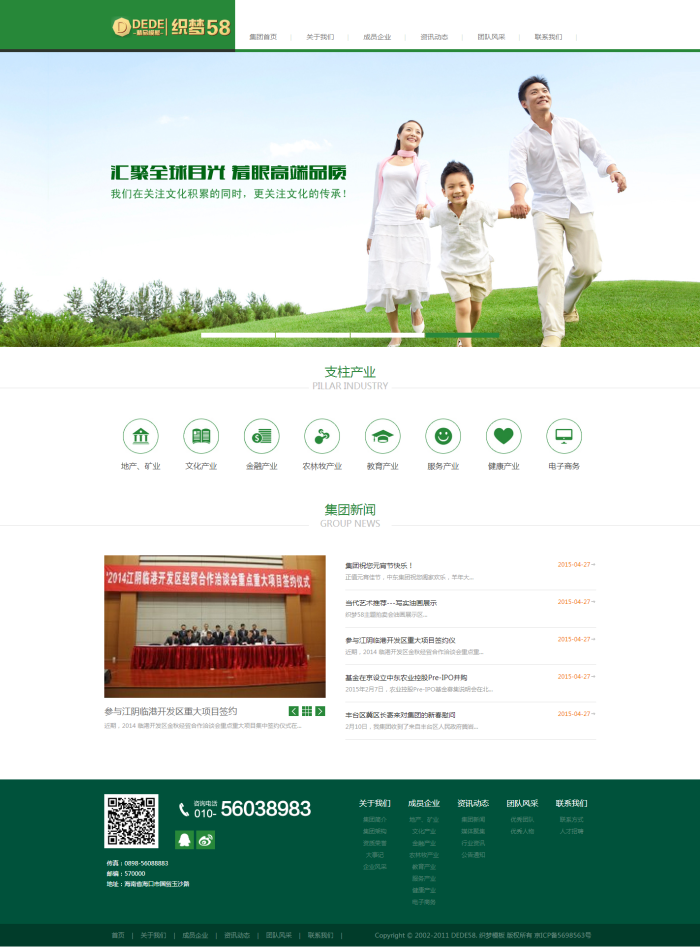 DEDE 织梦58
集团首页 关于我们 成员企业 资讯动态 团队风采 联系我们
汇聚全球目光 着眼高端品质
我们在关注文化积累的同时，更关注文化的传承！
支柱产业
PILLAR INDUSTRY
地产、矿业 文化产业 金融产业 农林牧产业 教育产业 服务产业 健康产业 电子商务
集团新闻
GROUP NEWS
2014江阴临港开发区经贸合作洽谈会重点重大项目签约仪式
参与江阴临港开发区重大项目签约
近期，2014 临港开发区金秋经贸合作洽谈会重点重大项目集中签约仪式在...
集团祝您元宵节快乐！ 2015-04-27
正值元宵佳节，中东集团祝您阖家欢乐，羊年大...
当代艺术推荐---写实油画展示 2015-04-27
织梦58主题拍卖会油画展示区...
参与江阴临港开发区重大项目签约仪 2015-04-27
近期，2014 临港开发区金秋经贸合作洽谈会重点重...
基金在京设立中东农业控股Pre-IPO并购 2015-04-27
2015年2月7日，农业控股Pre-IPO基金募集说明会在北...
丰台区冀区长嘉来对集团的新春慰问 2015-04-27
2月10日，我集团收到了来自丰台区人民政府冀岩...
咨询电话
010- 56038983
传真：0898-56088883
邮编：570000
地址：海南省海口市国贸玉沙路
关于我们 成员企业 资讯动态 团队风采 联系我们
集团简介 地产、矿业 集团新闻 优秀团队 联系方式
集团架构 文化产业 媒体聚集 优秀人物 人才招聘
资质荣誉 金融产业 行业资讯
大事记 农林牧产业 公告通知
企业风采 教育产业
服务产业
健康产业
电子商务
首页 | 关于我们 | 成员企业 | 资讯动态 | 团队风采 | 联系我们 |
Copyright © 2002-2011 DEDE58. 织梦模板 版权所有 京ICP备5698563号